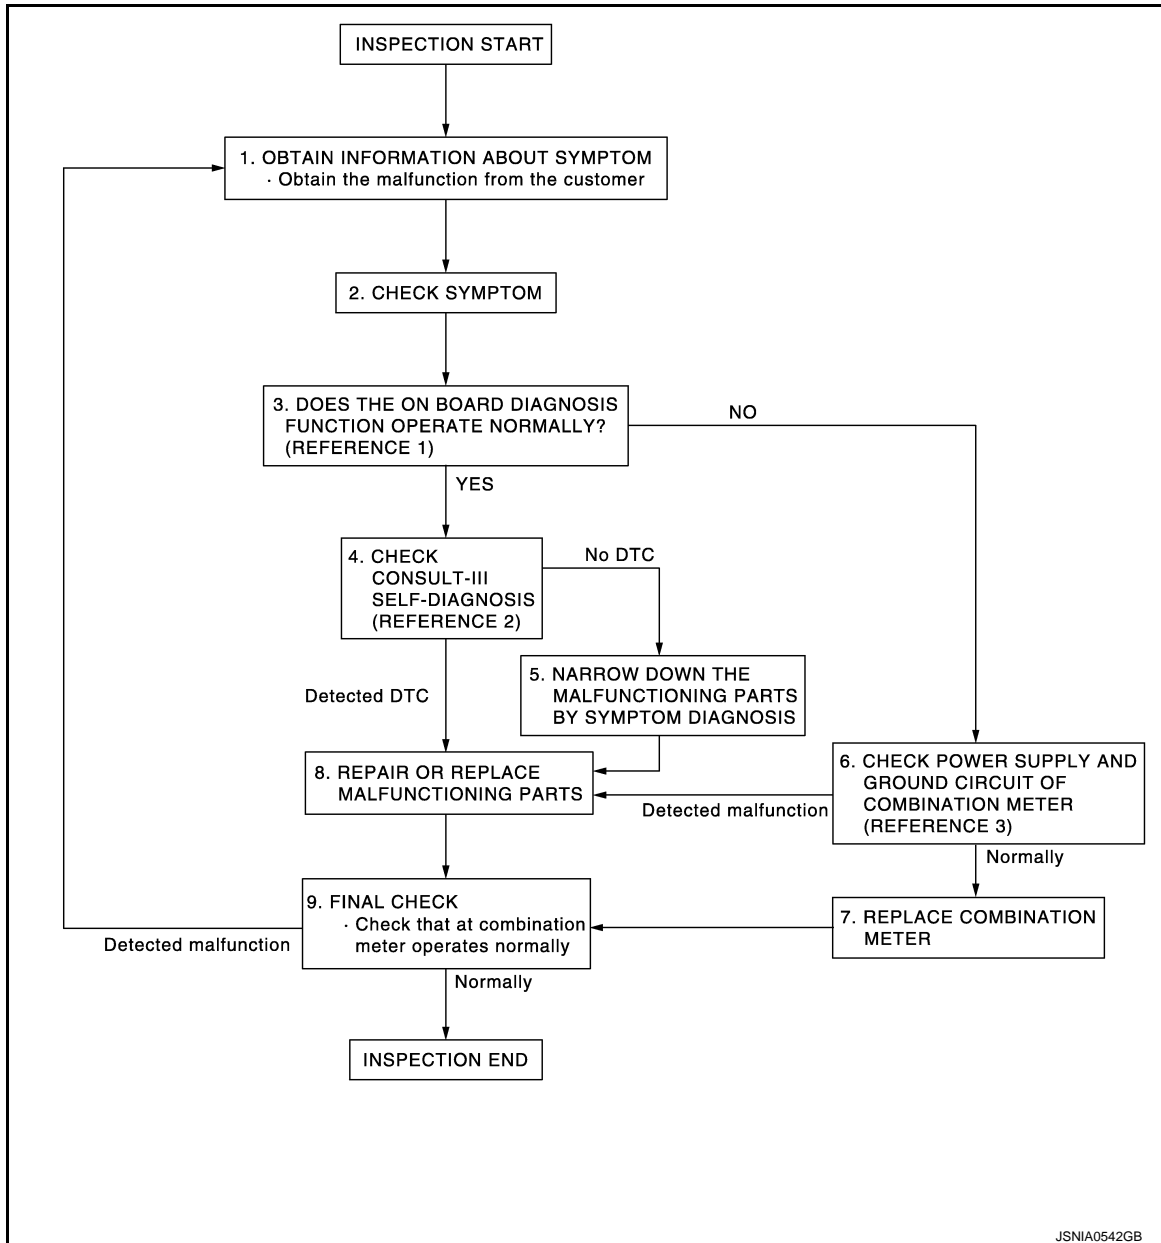 INSPECTION START
1. OBTAIN INFORMATION ABOUT SYMPTOM
· Obtain the malfunction from the customer
2. CHECK SYMPTOM
3. DOES THE ON BOARD DIAGNOSIS
FUNCTION OPERATE NORMALLY?
(REFERENCE 1)
NO
YES
4. CHECK
CONSULT-III
SELF-DIAGNOSIS
(REFERENCE 2)
No DTC
Detected DTC
5. NARROW DOWN THE
MALFUNCTIONING PARTS
BY SYMPTOM DIAGNOSIS
6. CHECK POWER SUPPLY AND
GROUND CIRCUIT OF
COMBINATION METER
(REFERENCE 3)
8. REPAIR OR REPLACE
MALFUNCTIONING PARTS
Detected malfunction
Normally
7. REPLACE COMBINATION
METER
9. FINAL CHECK
· Check that at combination
meter operates normally
Detected malfunction
Normally
INSPECTION END
JSNIA0542GB